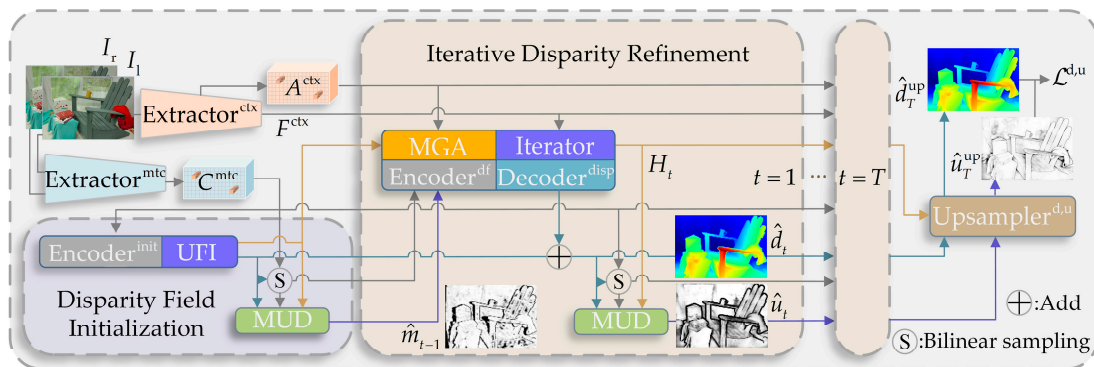 I_r
I_l
Extractor^ctx
A^ctx
F^ctx
Extractor^mtc
C^mtc
Encoder^init
UFI
S
MUD
Disparity Field
Initialization
Iterative Disparity Refinement
MGA
Iterator
Encoder^df
Decoder^disp
H_t
+
S
MUD
m̂_{t−1}
d̂_t
û_t
t = 1 ··· t = T
d̂_T^up
û_T^up
ℒ^{d,u}
Upsampler^{d,u}
+:Add
S:Bilinear sampling